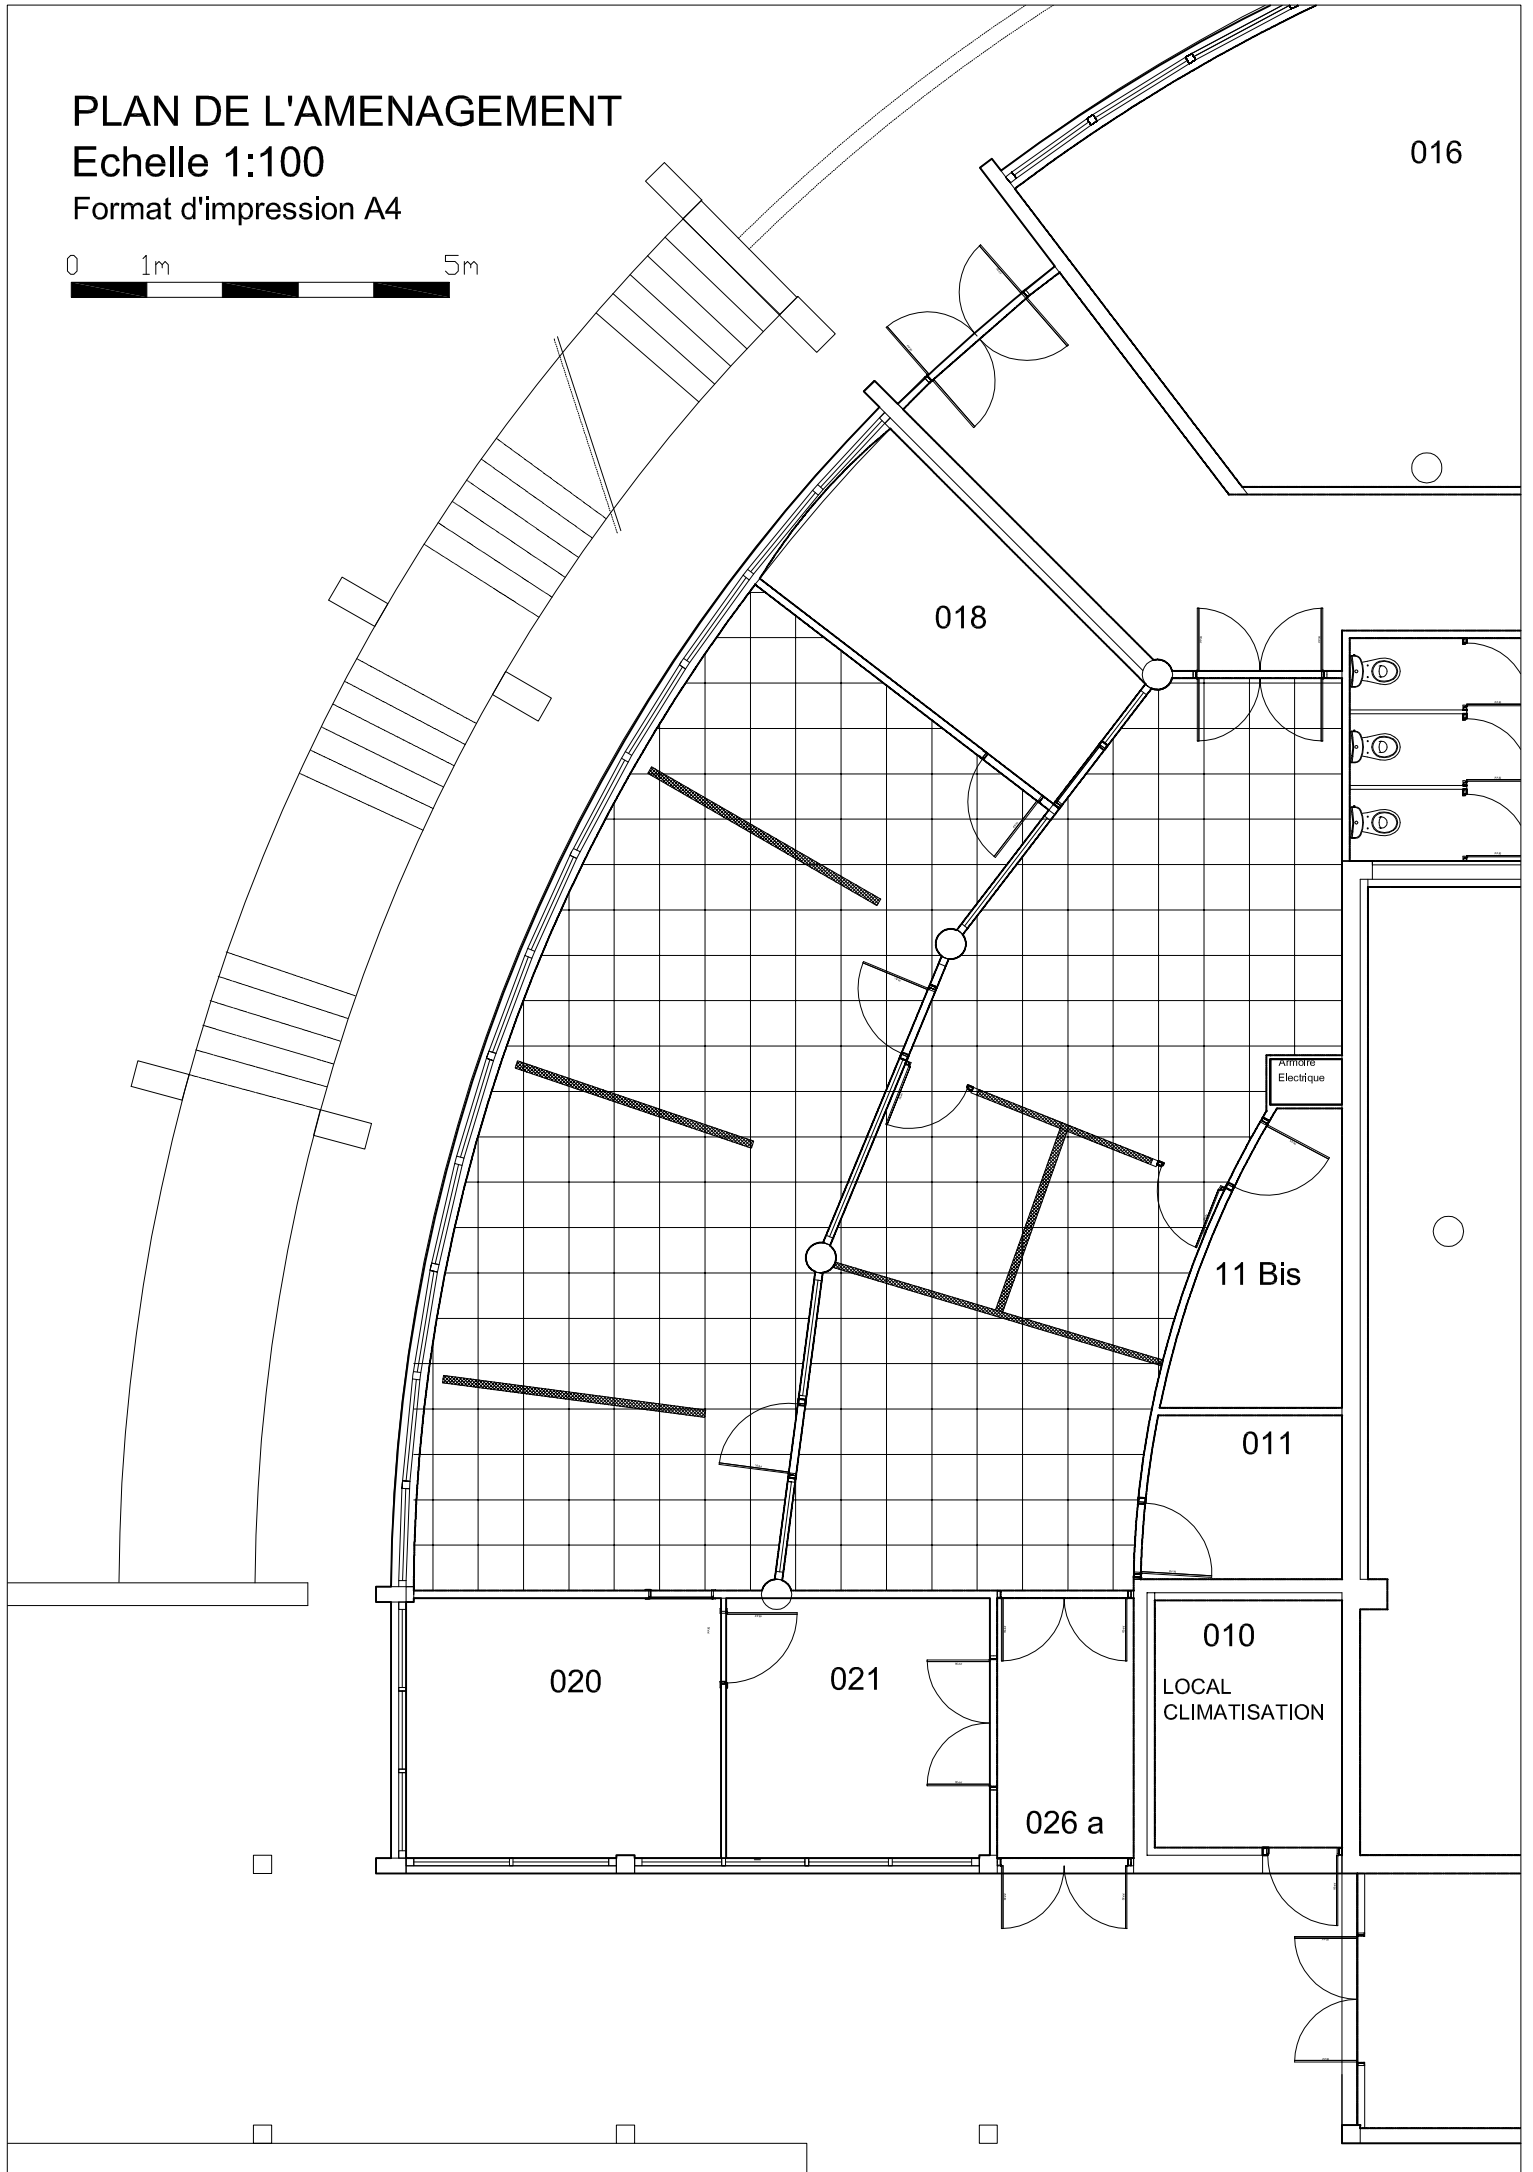 PLAN DE L'AMENAGEMENT
Echelle 1:100
Format d'impression A4
0 1m 5m
016
018
Armoire
Electrique
11 Bis
011
010
LOCAL
CLIMATISATION
020
021
026 a